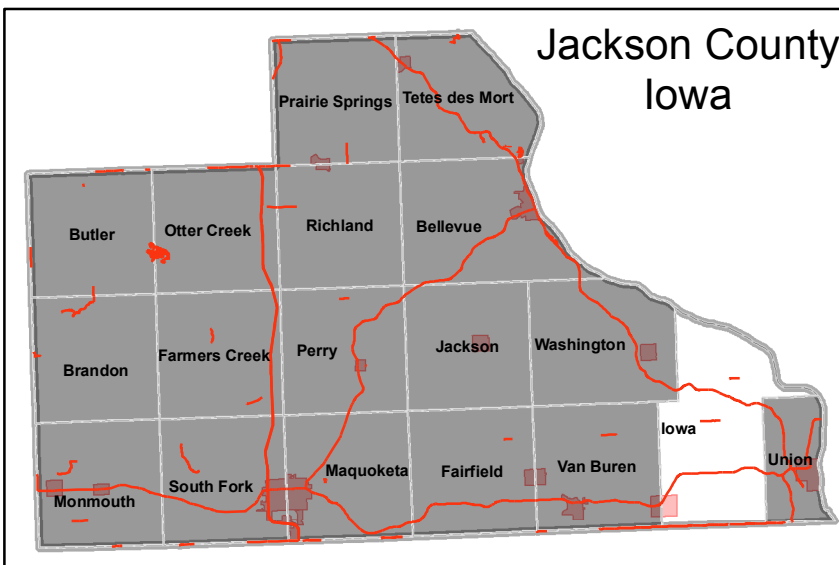 Jackson County
Iowa
Prairie Springs
Tetes des Mort
Butler
Otter Creek
Richland
Bellevue
Brandon
Farmers Creek
Perry
Jackson
Washington
Monmouth
South Fork
Maquoketa
Fairfield
Van Buren
Iowa
Union